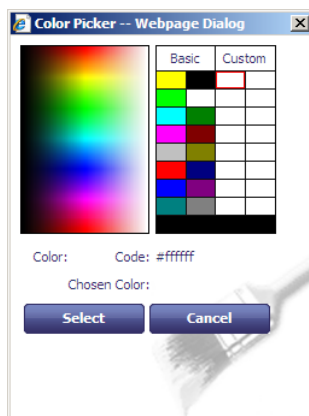 Color Picker -- Webpage Dialog
Basic Custom
Color: Code: #ffffff
Chosen Color:
Select Cancel